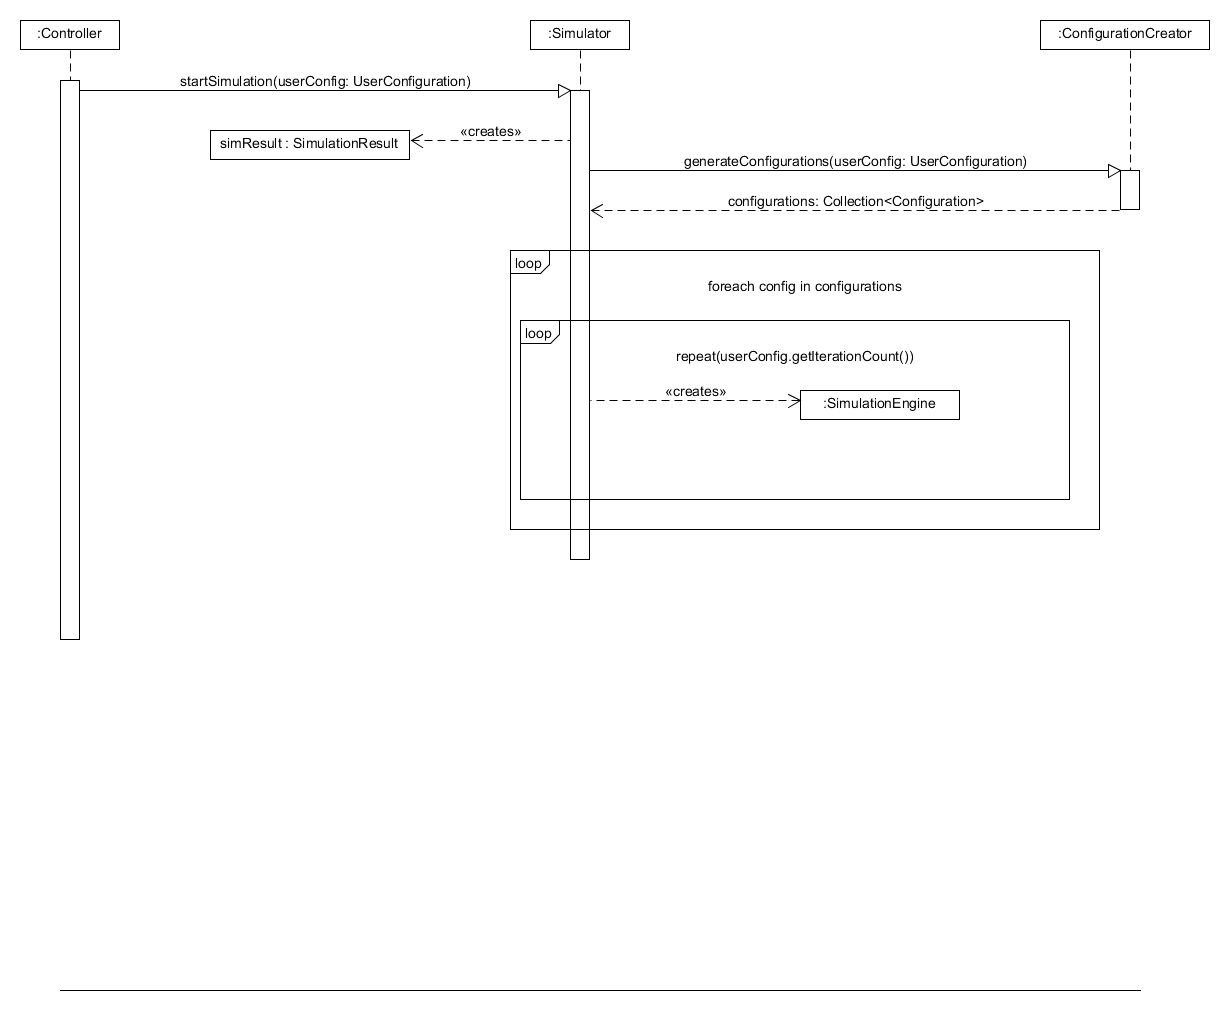 :Controller
:Simulator
:ConfigurationCreator
startSimulation(userConfig: UserConfiguration)
«creates»
simResult : SimulationResult
generateConfigurations(userConfig: UserConfiguration)
configurations: Collection<Configuration>
loop
foreach config in configurations
loop
repeat(userConfig.getIterationCount())
«creates»
:SimulationEngine